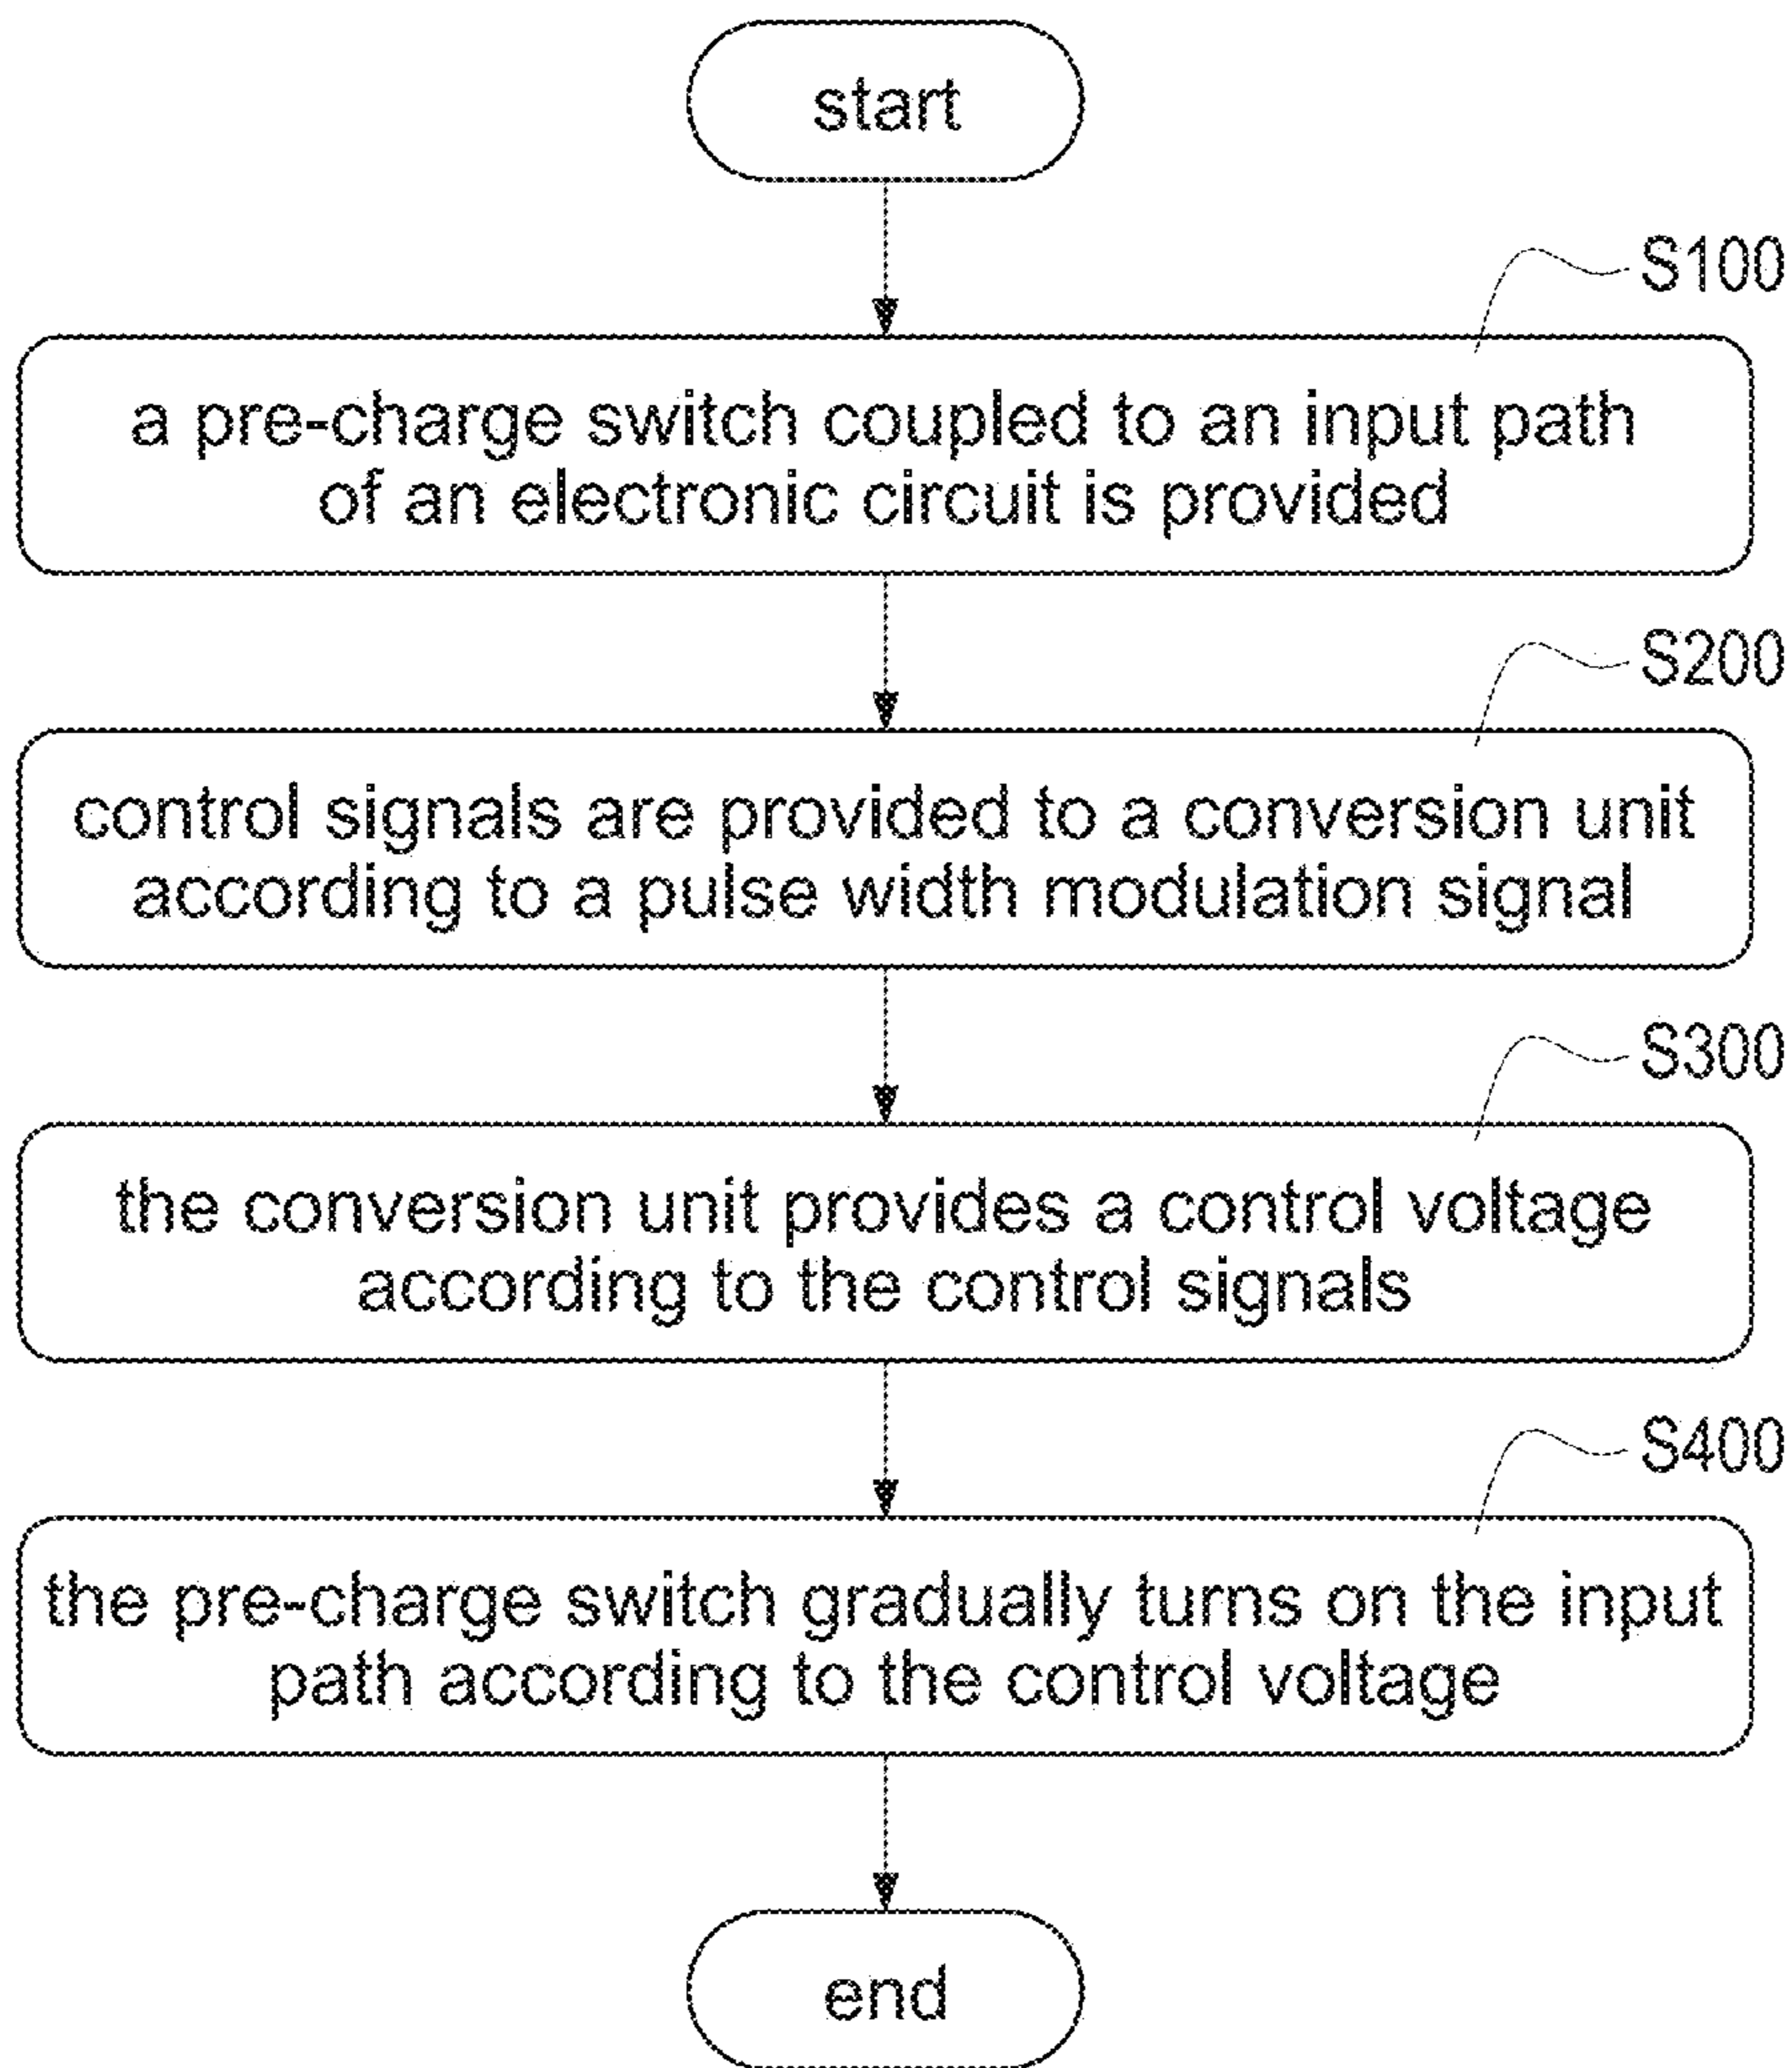 start
S100
a pre-charge switch coupled to an input path
of an electronic circuit is provided
S200
control signals are provided to a conversion unit
according to a pulse width modulation signal
S300
the conversion unit provides a control voltage
according to the control signals
S400
the pre-charge switch gradually turns on the input
path according to the control voltage
end